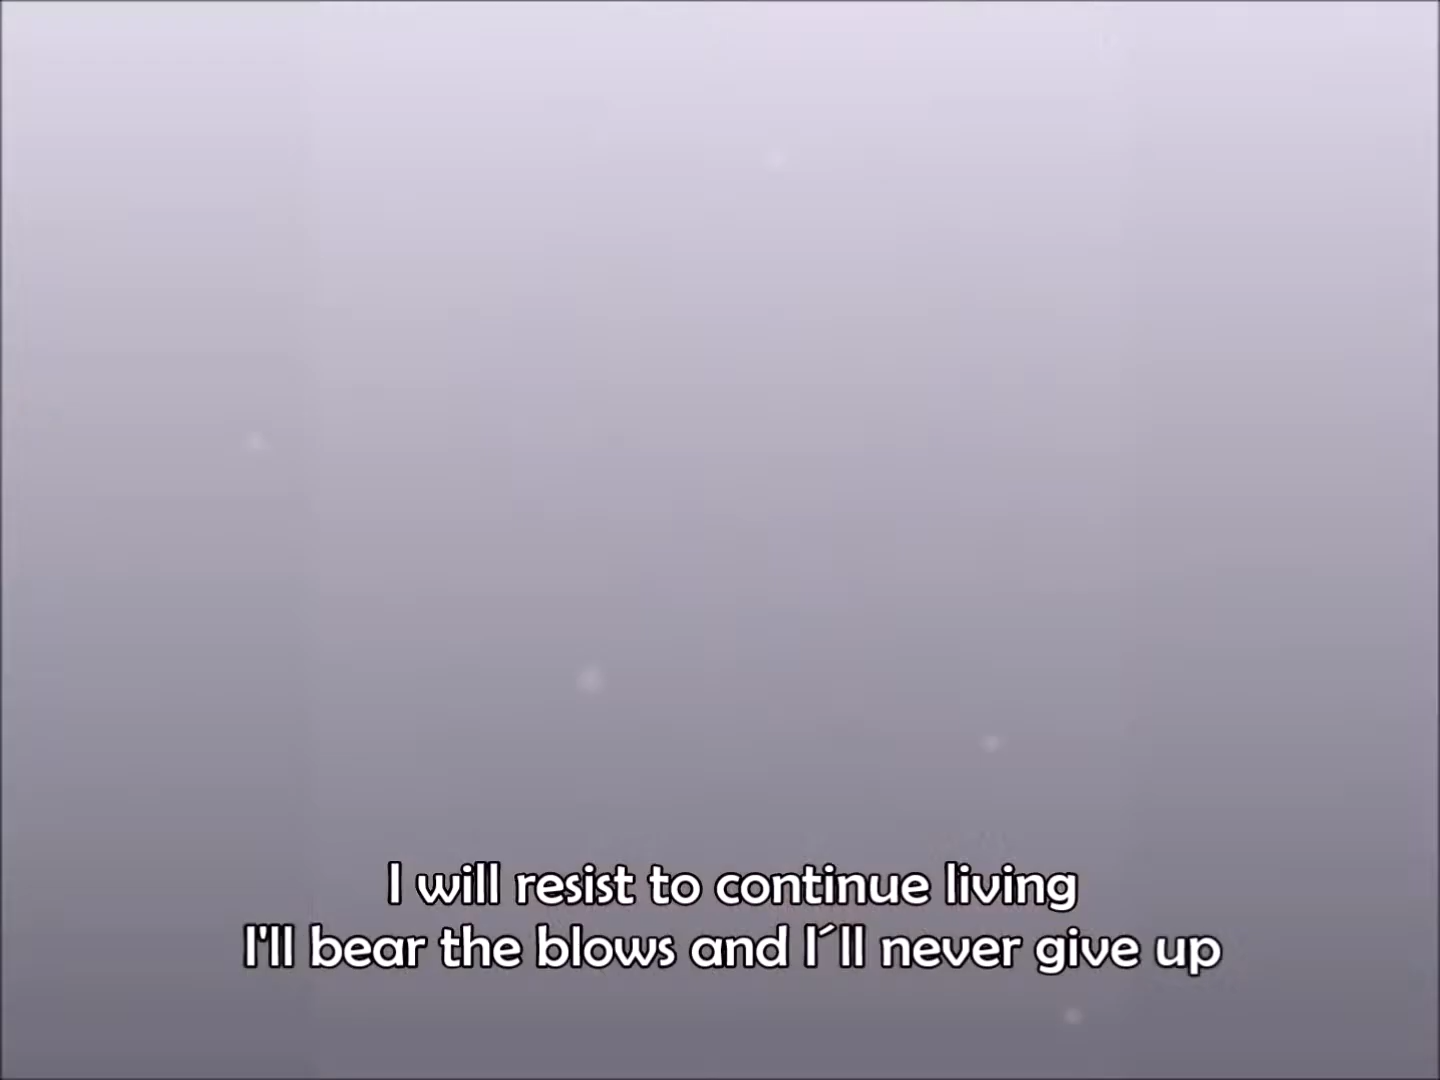 I will resist to continue living
I'll bear the blows and I´ll never give up